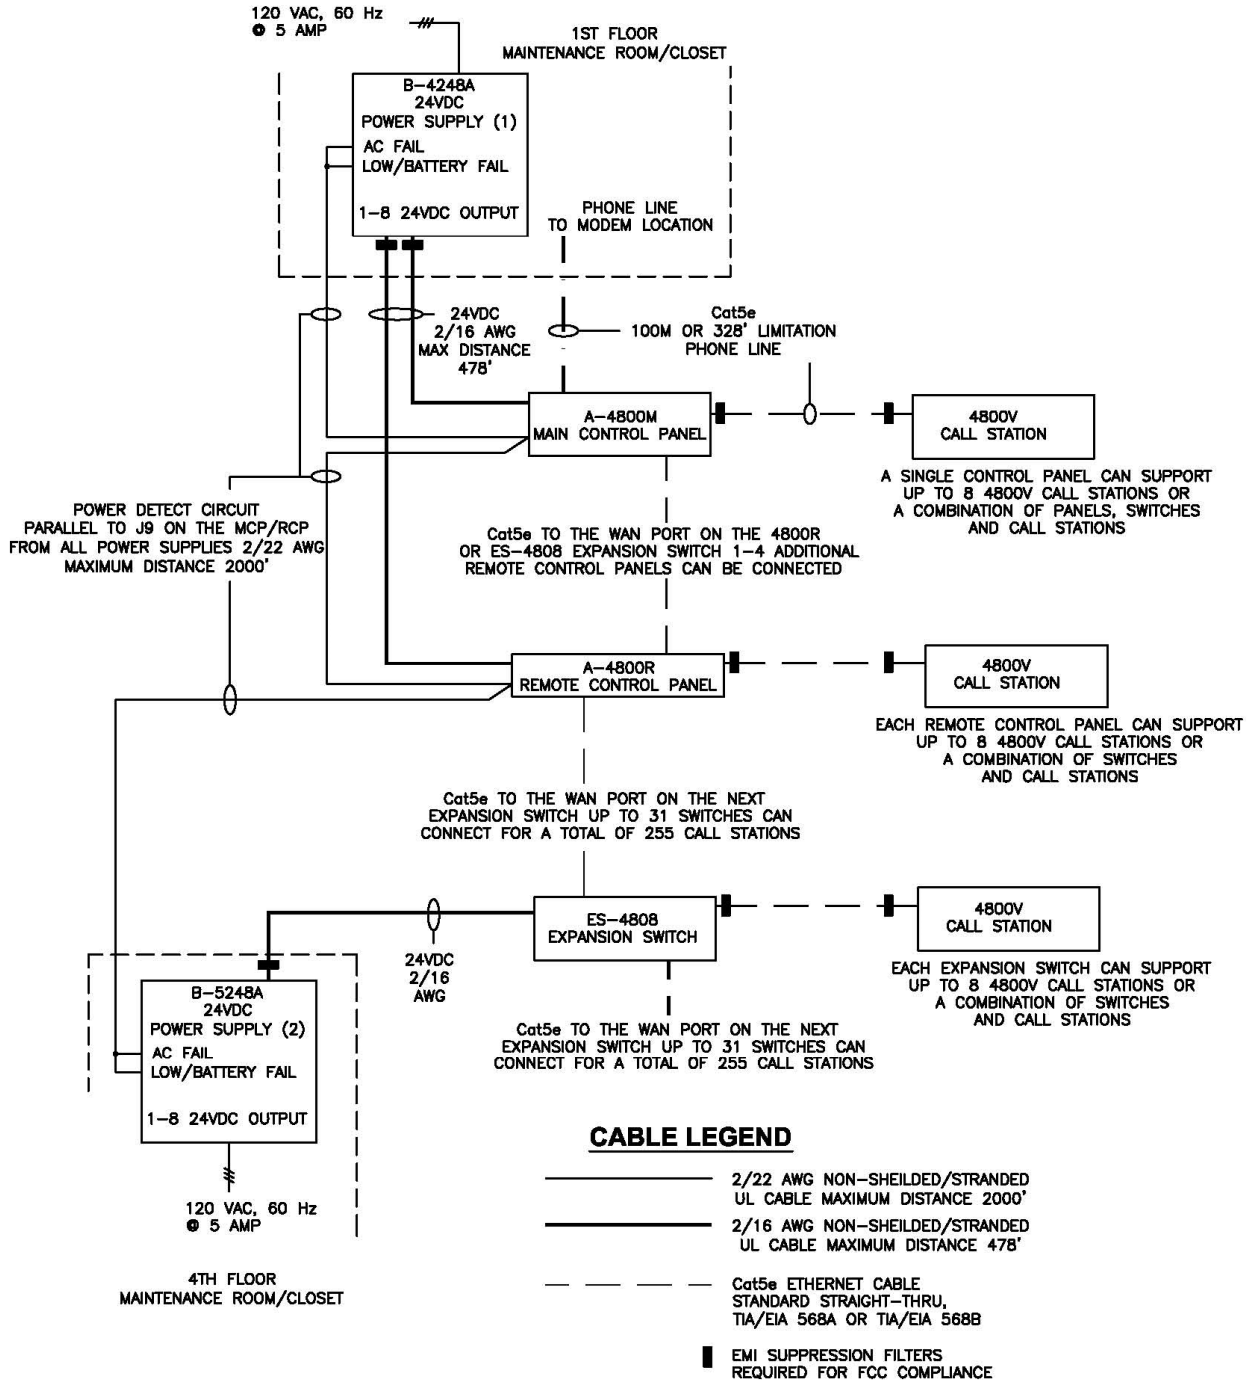 120 VAC, 60 Hz
@ 5 AMP
1ST FLOOR
MAINTENANCE ROOM/CLOSET
B-4248A
24VDC
POWER SUPPLY (1)
AC FAIL
LOW/BATTERY FAIL
1-8 24VDC OUTPUT
PHONE LINE
TO MODEM LOCATION
24VDC
2/16 AWG
MAX DISTANCE
478'
Cat5e
100M OR 328' LIMITATION
PHONE LINE
A-4800M
MAIN CONTROL PANEL
4800V
CALL STATION
A SINGLE CONTROL PANEL CAN SUPPORT
UP TO 8 4800V CALL STATIONS OR
A COMBINATION OF PANELS, SWITCHES
AND CALL STATIONS
POWER DETECT CIRCUIT
PARALLEL TO J9 ON THE MCP/RCP
FROM ALL POWER SUPPLIES 2/22 AWG
MAXIMUM DISTANCE 2000'
Cat5e TO THE WAN PORT ON THE 4800R
OR ES-4808 EXPANSION SWITCH 1-4 ADDITIONAL
REMOTE CONTROL PANELS CAN BE CONNECTED
A-4800R
REMOTE CONTROL PANEL
4800V
CALL STATION
EACH REMOTE CONTROL PANEL CAN SUPPORT
UP TO 8 4800V CALL STATIONS OR
A COMBINATION OF SWITCHES
AND CALL STATIONS
Cat5e TO THE WAN PORT ON THE NEXT
EXPANSION SWITCH UP TO 31 SWITCHES CAN
CONNECT FOR A TOTAL OF 255 CALL STATIONS
ES-4808
EXPANSION SWITCH
4800V
CALL STATION
24VDC
2/16
AWG
EACH EXPANSION SWITCH CAN SUPPORT
UP TO 8 4800V CALL STATIONS OR
A COMBINATION OF SWITCHES
AND CALL STATIONS
B-5248A
24VDC
POWER SUPPLY (2)
AC FAIL
LOW/BATTERY FAIL
1-8 24VDC OUTPUT
Cat5e TO THE WAN PORT ON THE NEXT
EXPANSION SWITCH UP TO 31 SWITCHES CAN
CONNECT FOR A TOTAL OF 255 CALL STATIONS
120 VAC, 60 Hz
@ 5 AMP
4TH FLOOR
MAINTENANCE ROOM/CLOSET
CABLE LEGEND
2/22 AWG NON-SHEILDED/STRANDED
UL CABLE MAXIMUM DISTANCE 2000'
2/16 AWG NON-SHEILDED/STRANDED
UL CABLE MAXIMUM DISTANCE 478'
Cat5e ETHERNET CABLE
STANDARD STRAIGHT-THRU,
TIA/EIA 568A OR TIA/EIA 568B
EMI SUPPRESSION FILTERS
REQUIRED FOR FCC COMPLIANCE